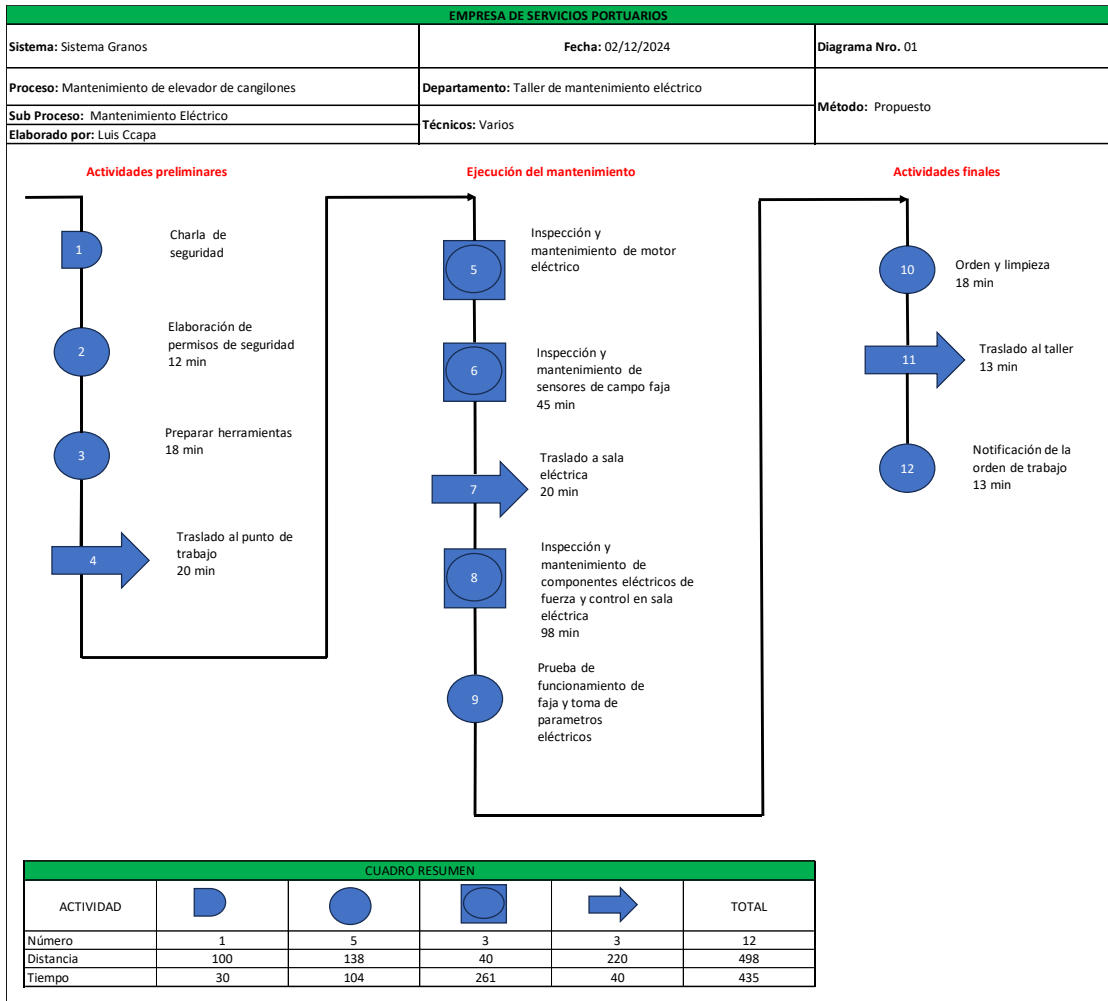 EMPRESA DE SERVICIOS PORTUARIOS
Sistema: Sistema Granos
Fecha: 02/12/2024
Diagrama Nro. 01
Proceso: Mantenimiento de elevador de cangilones
Departamento: Taller de mantenimiento eléctrico
Método: Propuesto
Sub Proceso: Mantenimiento Eléctrico
Técnicos: Varios
Elaborado por: Luis Ccapa
Actividades preliminares
1
Charla de
seguridad
2
Elaboración de
permisos de seguridad
12 min
3
Preparar herramientas
18 min
4
Traslado al punto de
trabajo
20 min
Ejecución del mantenimiento
5
Inspección y
mantenimiento de motor
eléctrico
6
Inspección y
mantenimiento de
sensores de campo faja
45 min
7
Traslado a sala
eléctrica
20 min
8
Inspección y
mantenimiento de
componentes eléctricos de
fuerza y control en sala
eléctrica
98 min
9
Prueba de
funcionamiento de
faja y toma de
parametros
eléctricos
Actividades finales
10
Orden y limpieza
18 min
11
Traslado al taller
13 min
12
Notificación de la
orden de trabajo
13 min
CUADRO RESUMEN
ACTIVIDAD TOTAL
Número 1 5 3 3 12
Distancia 100 138 40 220 498
Tiempo 30 104 261 40 435